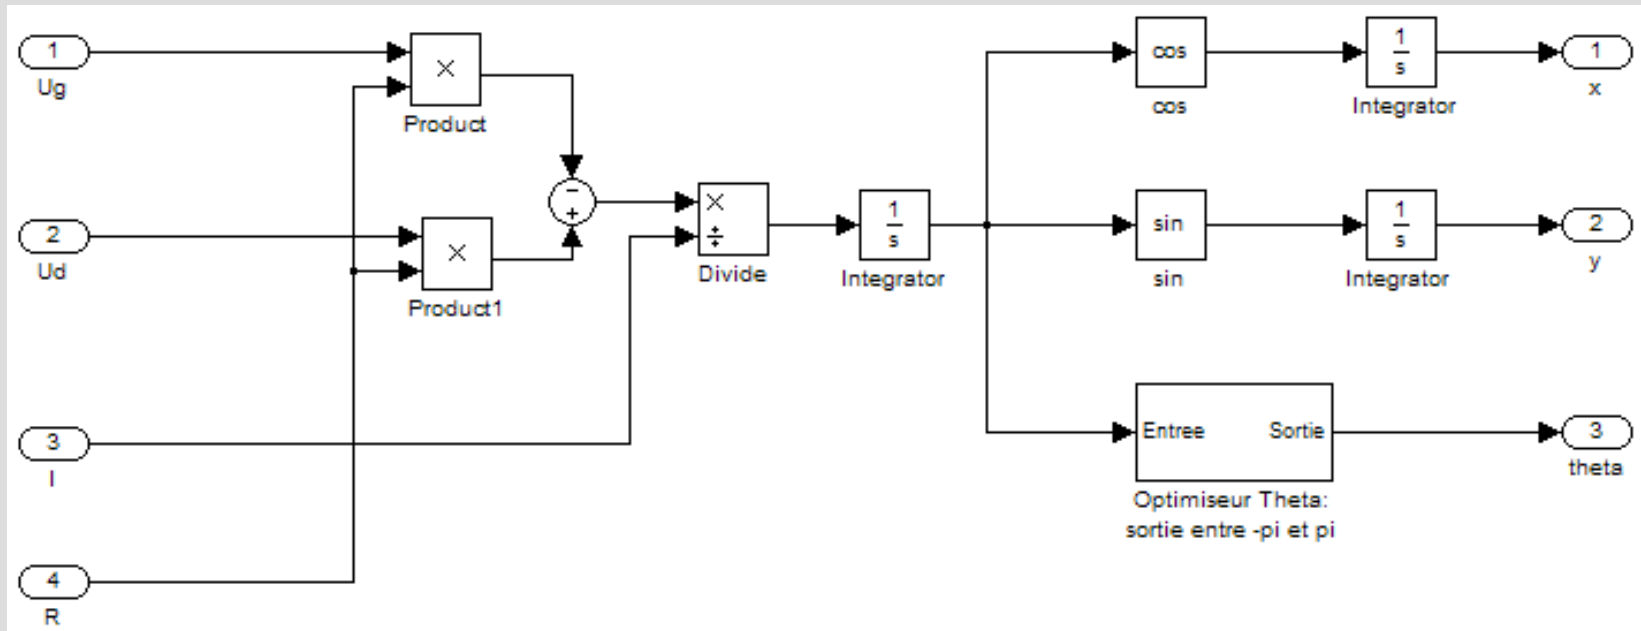 1
Ug
×
Product
cos
cos
1
s
Integrator
1
x
2
Ud
×
Product1
−
+
×
÷
Divide
1
s
Integrator
sin
sin
1
s
Integrator
2
y
3
I
Entree Sortie
Optimiseur Theta:
sortie entre -pi et pi
3
theta
4
R